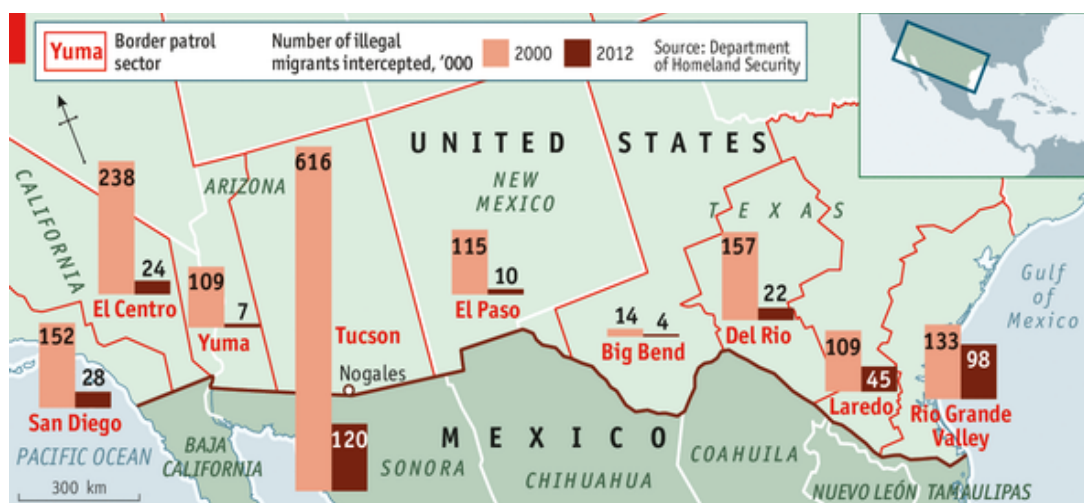 Yuma
Border patrol
sector
Number of illegal
migrants intercepted, ’000
2000
2012
Source: Department
of Homeland Security
UNITED STATES
CALIFORNIA
ARIZONA
NEW
MEXICO
TEXAS
238
24
El Centro
109
7
Yuma
616
120
Tucson
Nogales
115
10
El Paso
14
4
Big Bend
157
22
Del Rio
109
45
Laredo
133
98
Rio Grande
Valley
152
28
San Diego
Gulf
of
Mexico
PACIFIC OCEAN
BAJA
CALIFORNIA
MEXICO
SONORA
CHIHUAHUA
COAHUILA
NUEVO LEÓN
TAMAULIPAS
300 km